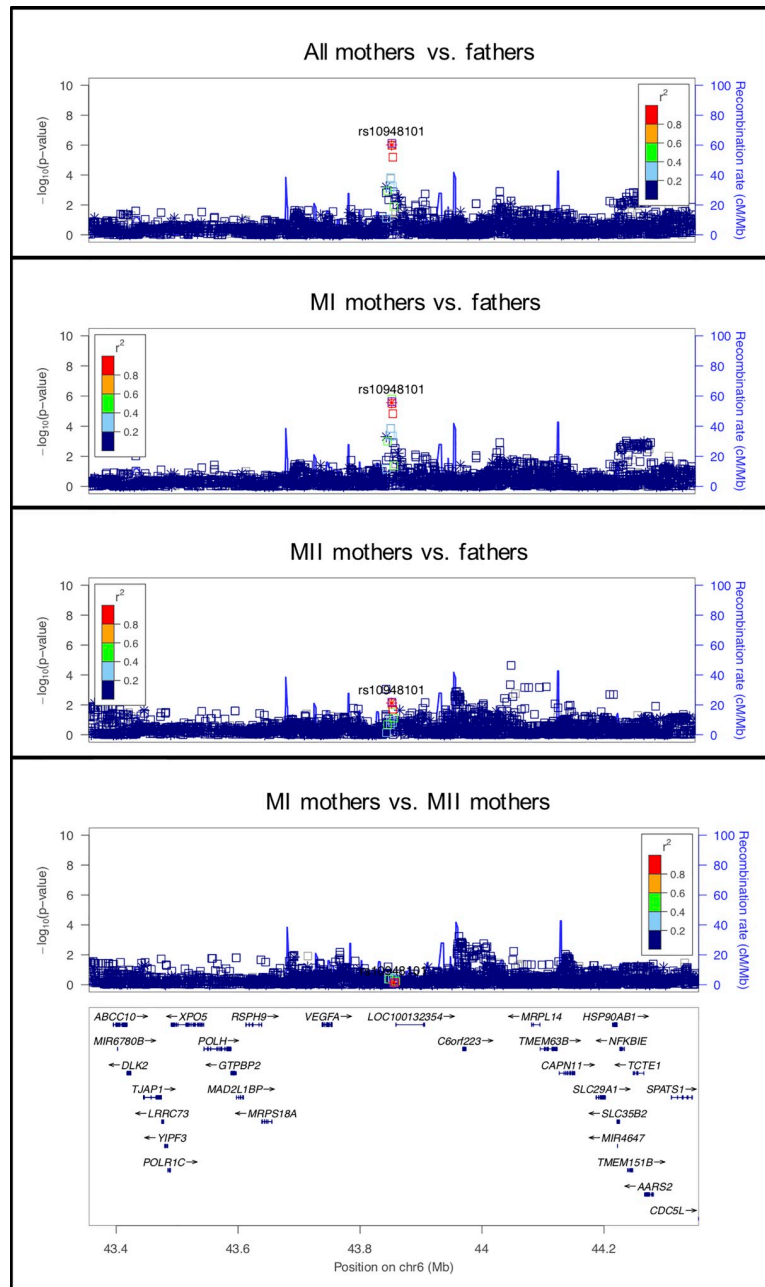 All mothers vs. fathers
10
8
6
4
2
0
−log10(p−value)
rs10948101
r2
0.8
0.6
0.4
0.2
100
80
60
40
20
0
Recombination rate (cM/Mb)
MI mothers vs. fathers
10
8
6
4
2
0
−log10(p−value)
r2
0.8
0.6
0.4
0.2
rs10948101
100
80
60
40
20
0
Recombination rate (cM/Mb)
MII mothers vs. fathers
10
8
6
4
2
0
−log10(p−value)
r2
0.8
0.6
0.4
0.2
rs10948101
100
80
60
40
20
0
Recombination rate (cM/Mb)
MI mothers vs. MII mothers
10
8
6
4
2
0
−log10(p−value)
rs10948101
r2
0.8
0.6
0.4
0.2
100
80
60
40
20
0
Recombination rate (cM/Mb)
ABCC10→ ←XPO5 RSPH9→ VEGFA→ LOC100132354→ ←MRPL14 HSP90AB1→
MIR6780B→ POLH→ C6orf223→ TMEM63B→ ←NFKBIE
←DLK2 ←GTPBP2 CAPN11→ ←TCTE1
TJAP1→ MAD2L1BP→ SLC29A1→ SPATS1→
←LRRC73 ←MRPS18A ←SLC35B2
←YIPF3 ←MIR4647
POLR1C→ TMEM151B→
←AARS2
CDC5L→
43.4 43.6 43.8 44 44.2
Position on chr6 (Mb)